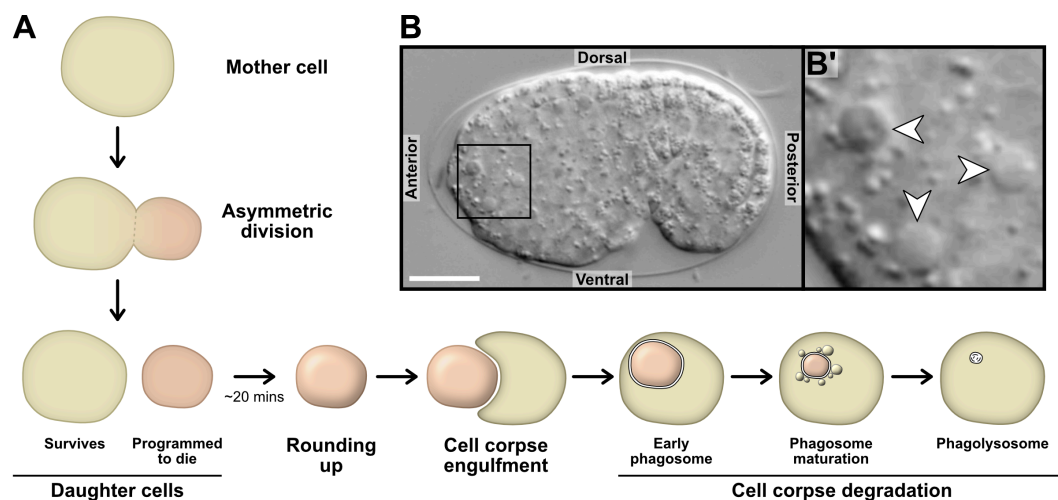 A
Mother cell
Asymmetric
division
B
Dorsal
Anterior
Posterior
Ventral
B'
~20 mins
Survives
Programmed
to die
Daughter cells
Rounding
up
Cell corpse
engulfment
Early
phagosome
Phagosome
maturation
Phagolysosome
Cell corpse degradation